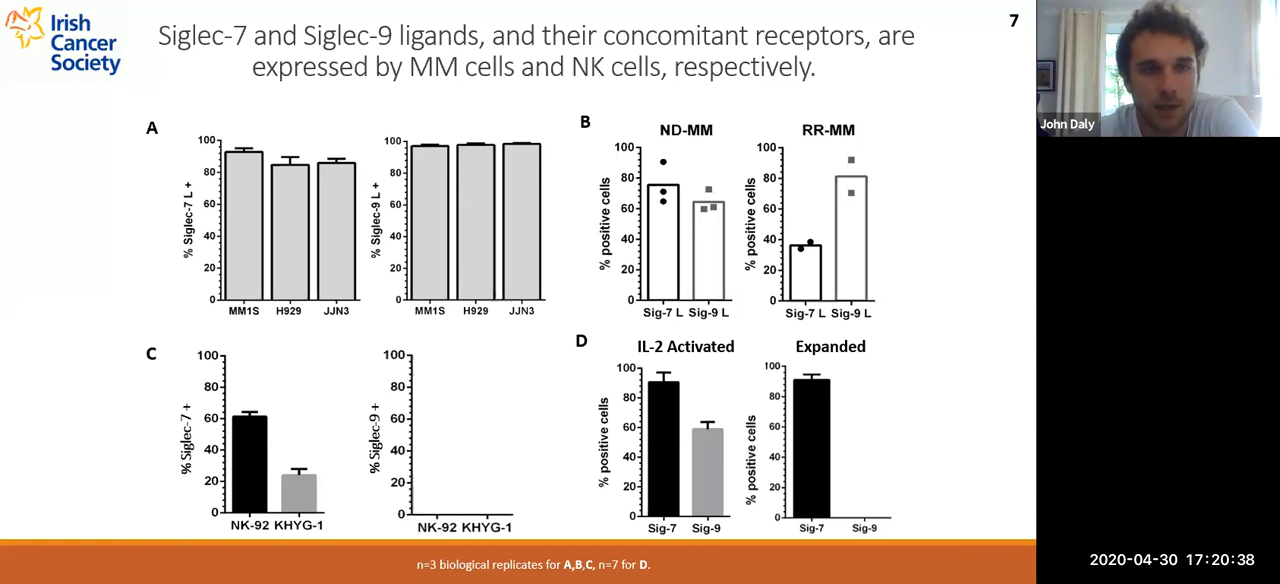 Irish
Cancer
Society
Siglec-7 and Siglec-9 ligands, and their concomitant receptors, are
expressed by MM cells and NK cells, respectively.
7
John Daly
A
% Siglec-7 L +
100
80
60
40
20
0
MM1S H929 JJN3
% Siglec-9 L +
100
80
60
40
20
0
MM1S H929 JJN3
B
ND-MM
% positive cells
100
80
60
40
20
0
Sig-7 L Sig-9 L
RR-MM
% positive cells
100
80
60
40
20
0
Sig-7 L Sig-9 L
C
% Siglec-7 +
100
80
60
40
20
0
NK-92 KHYG-1
% Siglec-9 +
100
80
60
40
20
0
NK-92 KHYG-1
D
IL-2 Activated
% positive cells
100
80
60
40
20
0
Sig-7 Sig-9
Expanded
% positive cells
100
80
60
40
20
0
Sig-7 Sig-9
n=3 biological replicates for A,B,C, n=7 for D.
2020-04-30 17:20:38